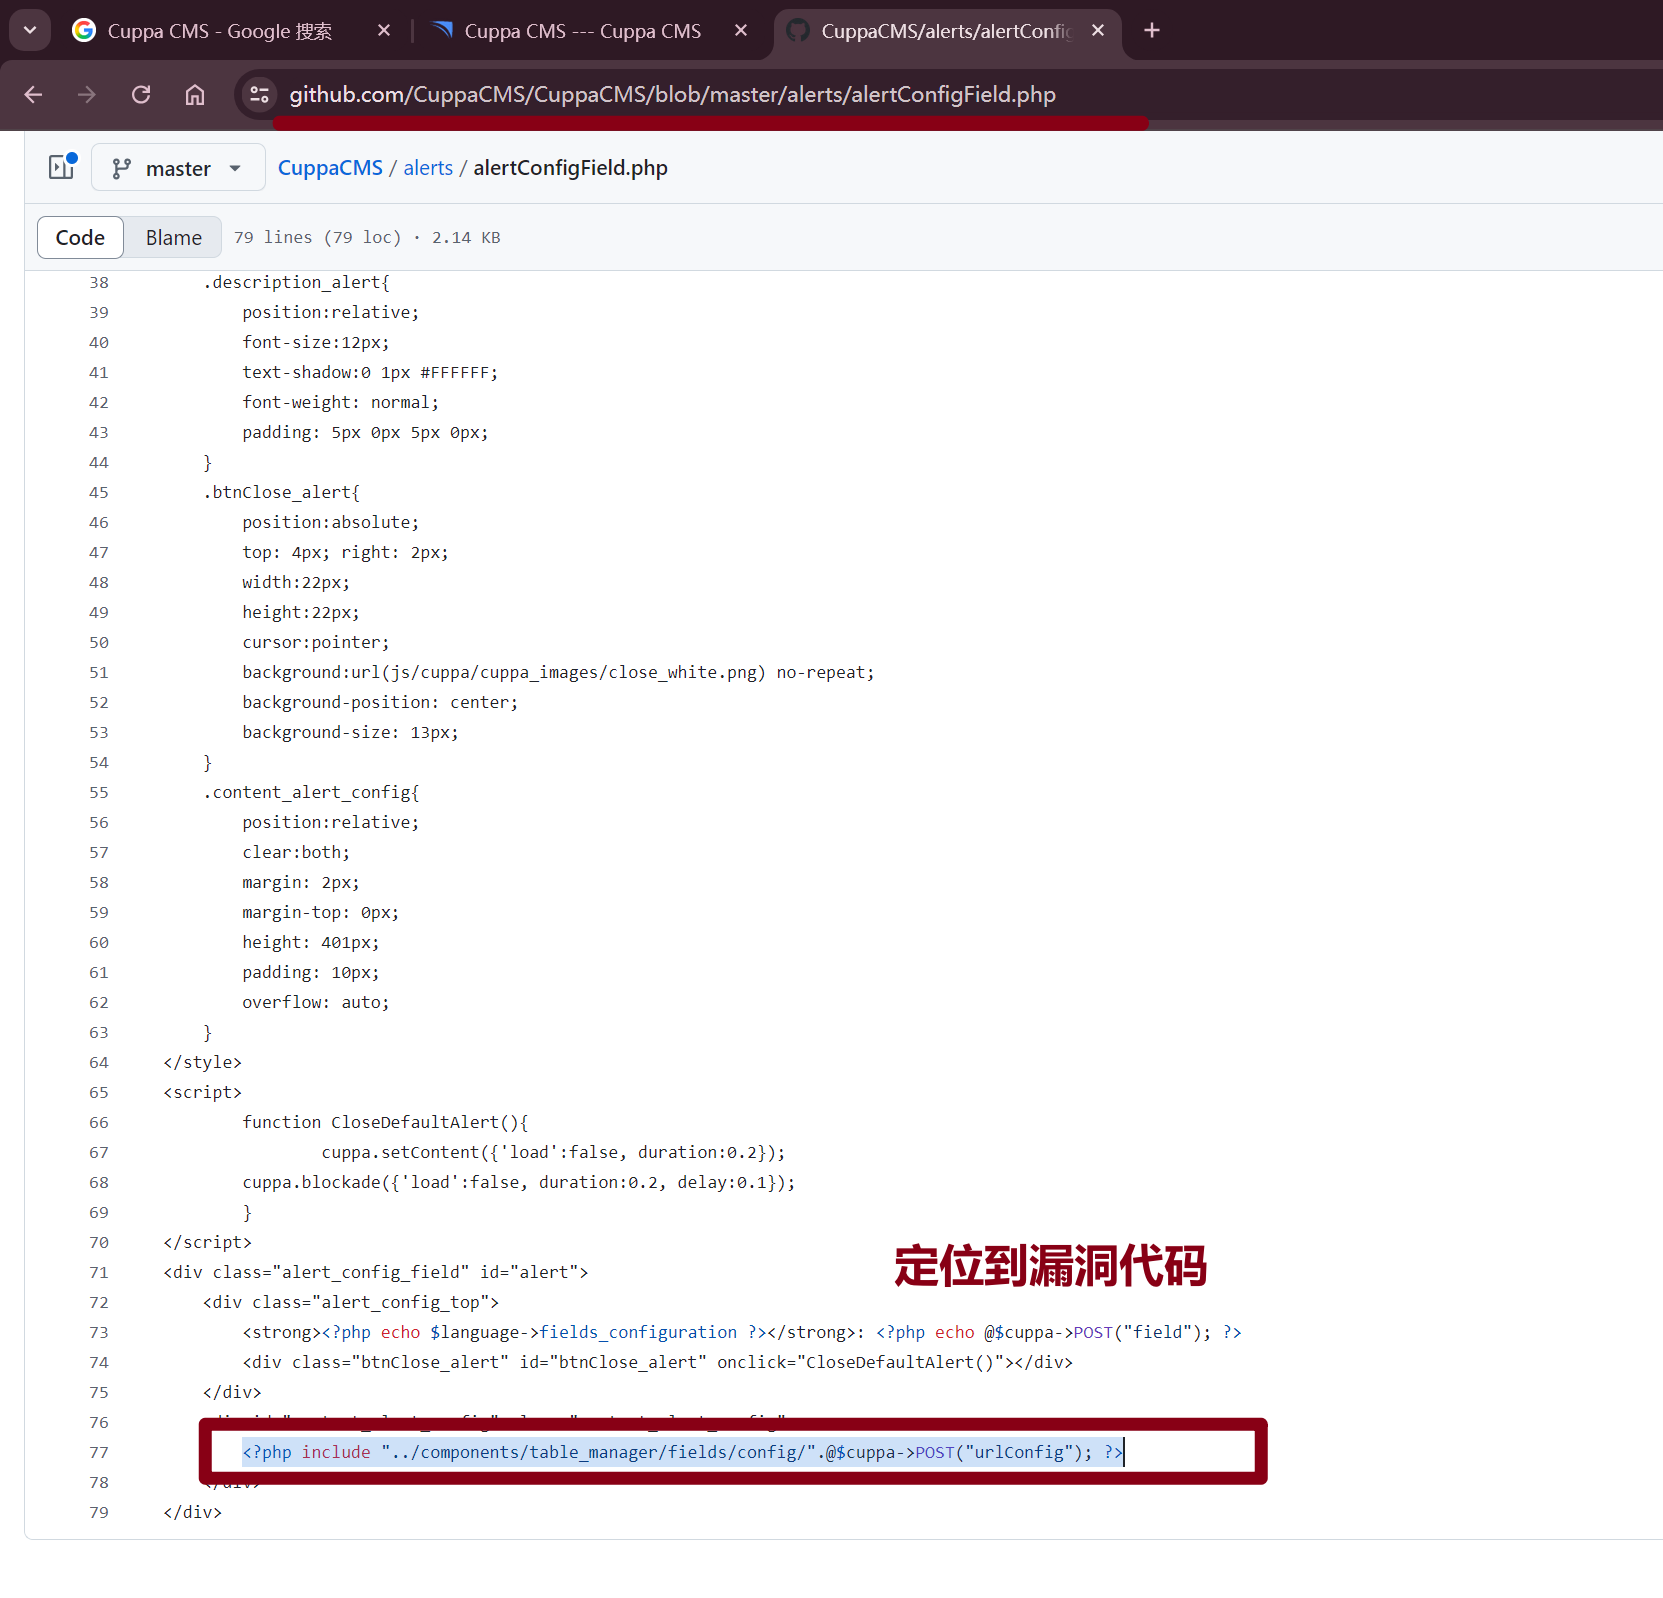 Cuppa CMS - Google 搜索
Cuppa CMS --- Cuppa CMS
CuppaCMS/alerts/alertConfig
github.com/CuppaCMS/CuppaCMS/blob/master/alerts/alertConfigField.php
master
CuppaCMS / alerts / alertConfigField.php
Code Blame 79 lines (79 loc) · 2.14 KB
38 .description_alert{
39 position:relative;
40 font-size:12px;
41 text-shadow:0 1px #FFFFFF;
42 font-weight: normal;
43 padding: 5px 0px 5px 0px;
44 }
45 .btnClose_alert{
46 position:absolute;
47 top: 4px; right: 2px;
48 width:22px;
49 height:22px;
50 cursor:pointer;
51 background:url(js/cuppa/cuppa_images/close_white.png) no-repeat;
52 background-position: center;
53 background-size: 13px;
54 }
55 .content_alert_config{
56 position:relative;
57 clear:both;
58 margin: 2px;
59 margin-top: 0px;
60 height: 401px;
61 padding: 10px;
62 overflow: auto;
63 }
64 </style>
65 <script>
66 function CloseDefaultAlert(){
67 cuppa.setContent({'load':false, duration:0.2});
68 cuppa.blockade({'load':false, duration:0.2, delay:0.1});
69 }
70 </script>
定位到漏洞代码
71 <div class="alert_config_field" id="alert">
72 <div class="alert_config_top">
73 <strong><?php echo $language->fields_configuration ?></strong>: <?php echo @$cuppa->POST("field"); ?>
74 <div class="btnClose_alert" id="btnClose_alert" onclick="CloseDefaultAlert()"></div>
75 </div>
76
77 <?php include "../components/table_manager/fields/config/".@$cuppa->POST("urlConfig"); ?>
78 </div>
79 </div>